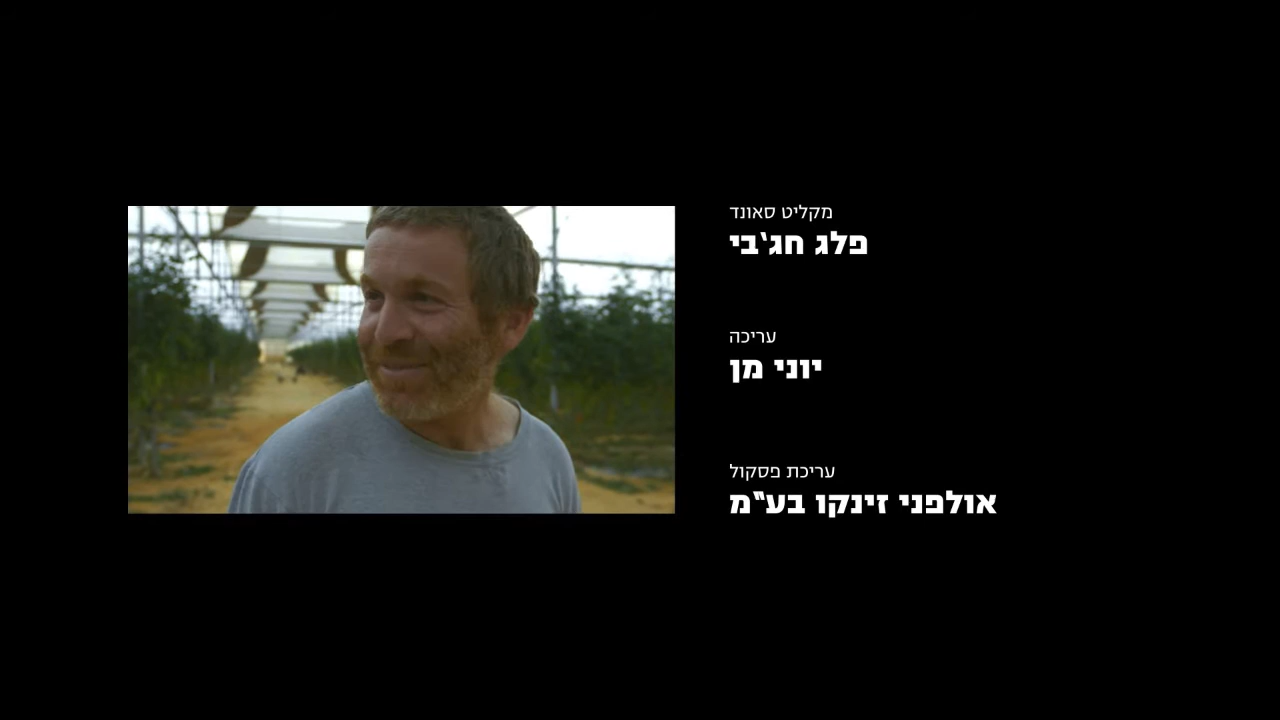 מקליט סאונד
פלג חג'בי
עריכה
יוני מן
עריכת פסקול
אולפני זינקו בע"מ